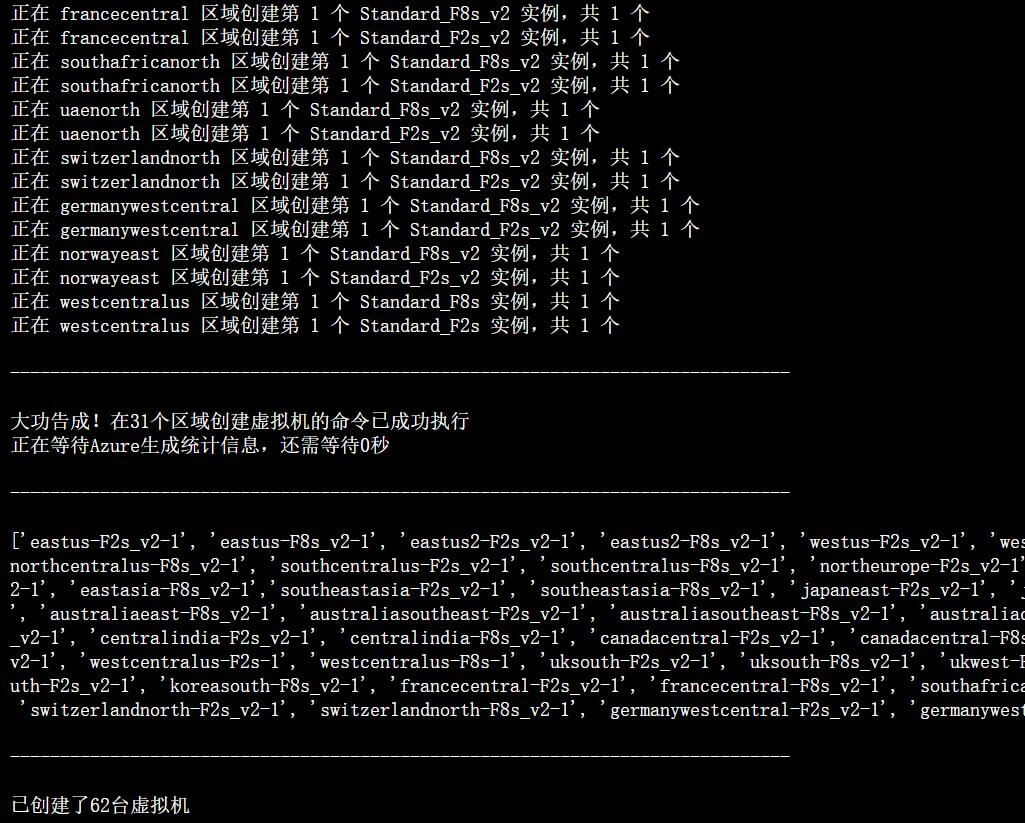 正在 francecentral 区域创建第 1 个 Standard_F8s_v2 实例，共 1 个
正在 francecentral 区域创建第 1 个 Standard_F2s_v2 实例，共 1 个
正在 southafricanorth 区域创建第 1 个 Standard_F8s_v2 实例，共 1 个
正在 southafricanorth 区域创建第 1 个 Standard_F2s_v2 实例，共 1 个
正在 uaenorth 区域创建第 1 个 Standard_F8s_v2 实例，共 1 个
正在 uaenorth 区域创建第 1 个 Standard_F2s_v2 实例，共 1 个
正在 switzerlandnorth 区域创建第 1 个 Standard_F8s_v2 实例，共 1 个
正在 switzerlandnorth 区域创建第 1 个 Standard_F2s_v2 实例，共 1 个
正在 germanywestcentral 区域创建第 1 个 Standard_F8s_v2 实例，共 1 个
正在 germanywestcentral 区域创建第 1 个 Standard_F2s_v2 实例，共 1 个
正在 norwayeast 区域创建第 1 个 Standard_F8s_v2 实例，共 1 个
正在 norwayeast 区域创建第 1 个 Standard_F2s_v2 实例，共 1 个
正在 westcentralus 区域创建第 1 个 Standard_F8s 实例，共 1 个
正在 westcentralus 区域创建第 1 个 Standard_F2s 实例，共 1 个
------------------------------------------------------------------------------
大功告成！在31个区域创建虚拟机的命令已成功执行
正在等待Azure生成统计信息，还需等待0秒
------------------------------------------------------------------------------
['eastus-F2s_v2-1', 'eastus-F8s_v2-1', 'eastus2-F2s_v2-1', 'eastus2-F8s_v2-1', 'westus-F2s_v2-1', 'wes
northcentralus-F8s_v2-1', 'southcentralus-F2s_v2-1', 'southcentralus-F8s_v2-1', 'northeurope-F2s_v2-1'
2-1', 'eastasia-F8s_v2-1','southeastasia-F2s_v2-1', 'southeastasia-F8s_v2-1', 'japaneast-F2s_v2-1', 'j
', 'australiaeast-F8s_v2-1', 'australiasoutheast-F2s_v2-1', 'australiasoutheast-F8s_v2-1', 'australiac
_v2-1', 'centralindia-F2s_v2-1', 'centralindia-F8s_v2-1', 'canadacentral-F2s_v2-1', 'canadacentral-F8s
v2-1', 'westcentralus-F2s-1', 'westcentralus-F8s-1', 'uksouth-F2s_v2-1', 'uksouth-F8s_v2-1', 'ukwest-F
uth-F2s_v2-1', 'koreasouth-F8s_v2-1', 'francecentral-F2s_v2-1', 'francecentral-F8s_v2-1', 'southafrica
'switzerlandnorth-F2s_v2-1', 'switzerlandnorth-F8s_v2-1', 'germanywestcentral-F2s_v2-1', 'germanywest
------------------------------------------------------------------------------
已创建了62台虚拟机